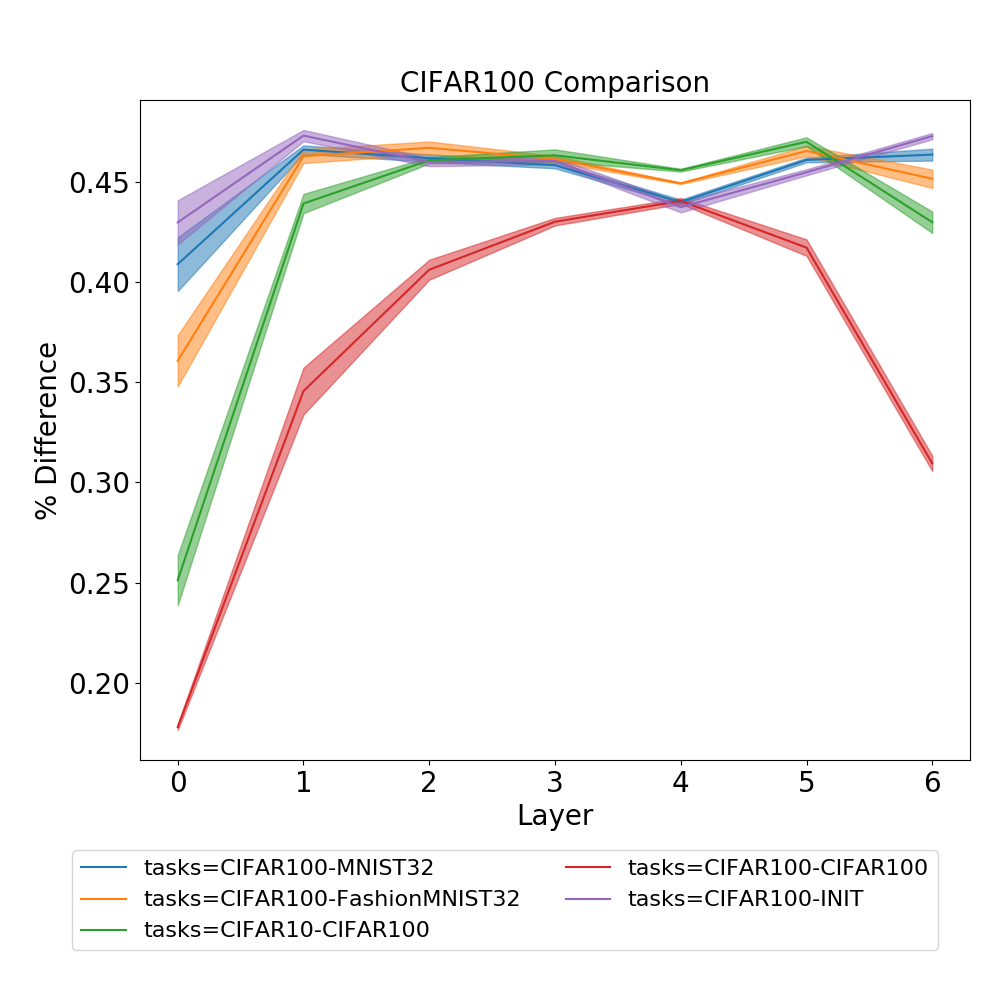 CIFAR100 Comparison
% Difference
0.45
0.40
0.35
0.30
0.25
0.20
0 1 2 3 4 5 6
Layer
tasks=CIFAR100-MNIST32
tasks=CIFAR100-FashionMNIST32
tasks=CIFAR10-CIFAR100
tasks=CIFAR100-CIFAR100
tasks=CIFAR100-INIT